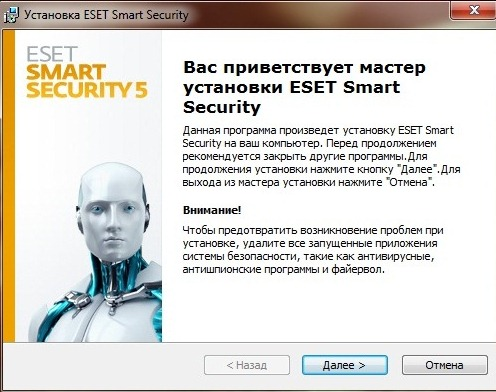 Установка ESET Smart Security
ESET
SMART
SECURITY 5
Вас приветствует мастер
установки ESET Smart
Security
Данная программа произведет установку ESET Smart
Security на ваш компьютер. Перед продолжением
рекомендуется закрыть другие программы.Для
продолжения установки нажмите кнопку "Далее".Для
выхода из мастера установки нажмите "Отмена".
Внимание!
Чтобы предотвратить возникновение проблем при
установке, удалите все запущенные приложения
системы безопасности, такие как антивирусные,
антишпионские программы и файервол.
< Назад
Далее >
Отмена